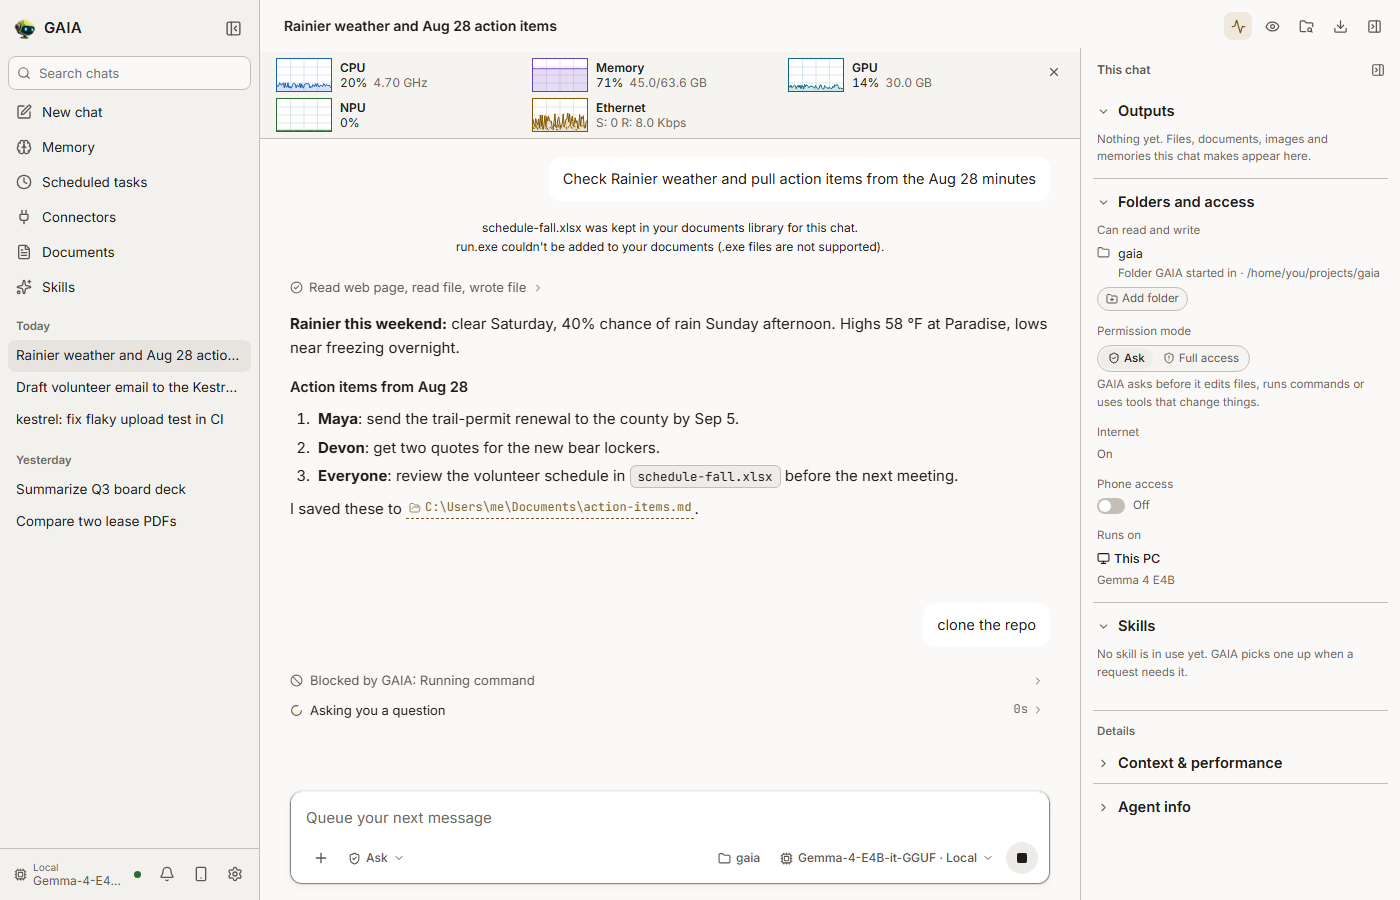 GAIA
Search chats
New chat
Memory
Scheduled tasks
Connectors
Documents
Skills
Today
Rainier weather and Aug 28 actio...
Draft volunteer email to the Kestr...
kestrel: fix flaky upload test in CI
Yesterday
Summarize Q3 board deck
Compare two lease PDFs
Local
Gemma-4-E4...
Rainier weather and Aug 28 action items
CPU
20% 4.70 GHz
Memory
71% 45.0/63.6 GB
GPU
14% 30.0 GB
NPU
0%
Ethernet
S: 0 R: 8.0 Kbps
Check Rainier weather and pull action items from the Aug 28 minutes
schedule-fall.xlsx was kept in your documents library for this chat.
run.exe couldn't be added to your documents (.exe files are not supported).
Read web page, read file, wrote file
Rainier this weekend: clear Saturday, 40% chance of rain Sunday afternoon. Highs 58 °F at Paradise, lows
near freezing overnight.
Action items from Aug 28
1. Maya: send the trail-permit renewal to the county by Sep 5.
2. Devon: get two quotes for the new bear lockers.
3. Everyone: review the volunteer schedule in schedule-fall.xlsx before the next meeting.
I saved these to C:\Users\me\Documents\action-items.md.
clone the repo
Blocked by GAIA: Running command
Asking you a question 0s
Queue your next message
Ask
gaia
Gemma-4-E4B-it-GGUF · Local
This chat
Outputs
Nothing yet. Files, documents, images and
memories this chat makes appear here.
Folders and access
Can read and write
gaia
Folder GAIA started in · /home/you/projects/gaia
Add folder
Permission mode
Ask
Full access
GAIA asks before it edits files, runs commands or
uses tools that change things.
Internet
On
Phone access
Off
Runs on
This PC
Gemma 4 E4B
Skills
No skill is in use yet. GAIA picks one up when a
request needs it.
Details
Context & performance
Agent info